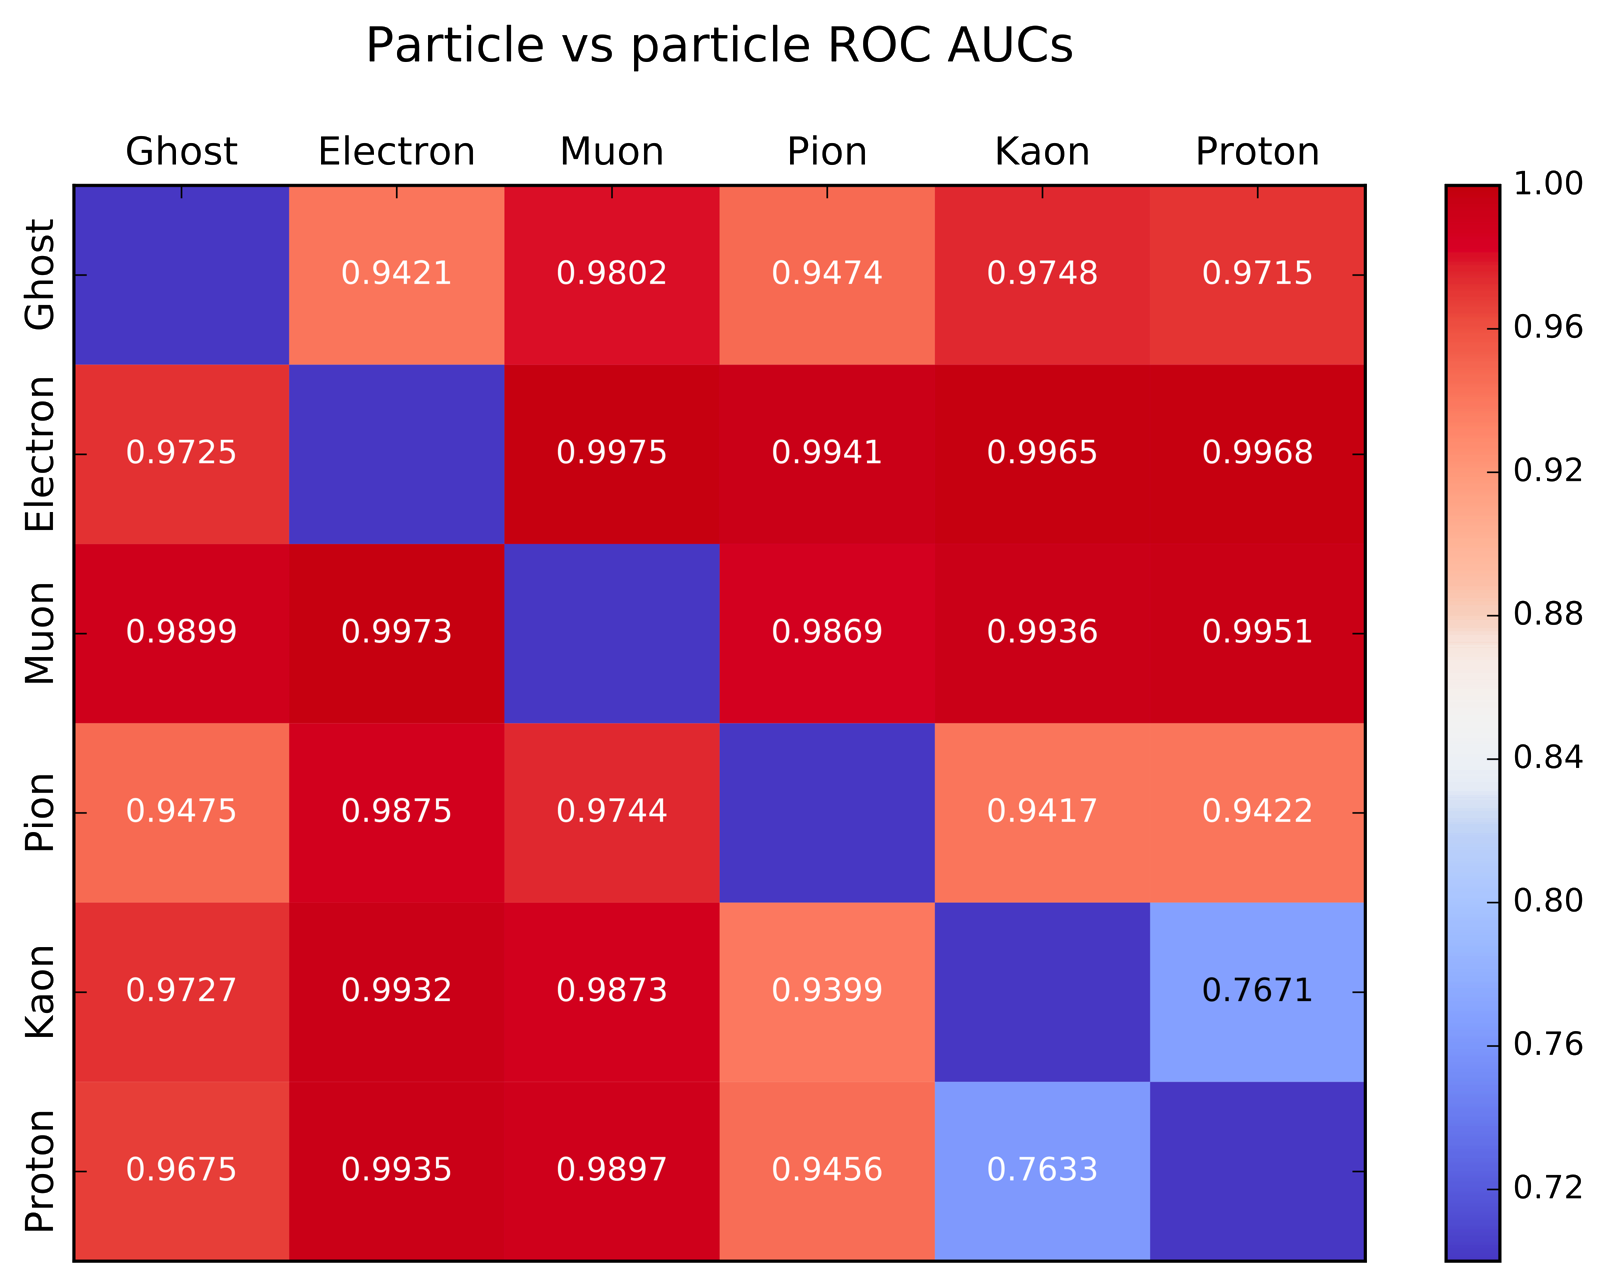 Particle vs particle ROC AUCs
Ghost Electron Muon Pion Kaon Proton
Ghost 0.9421 0.9802 0.9474 0.9748 0.9715
Electron 0.9725 0.9975 0.9941 0.9965 0.9968
Muon 0.9899 0.9973 0.9869 0.9936 0.9951
Pion 0.9475 0.9875 0.9744 0.9417 0.9422
Kaon 0.9727 0.9932 0.9873 0.9399 0.7671
Proton 0.9675 0.9935 0.9897 0.9456 0.7633
1.00
0.96
0.92
0.88
0.84
0.80
0.76
0.72